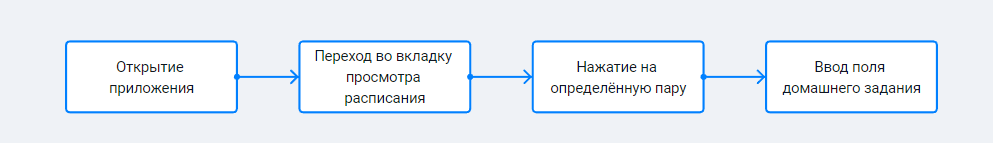 Открытие
приложения
Переход во вкладку
просмотра
расписания
Нажатие на
определённую пару
Ввод поля
домашнего задания